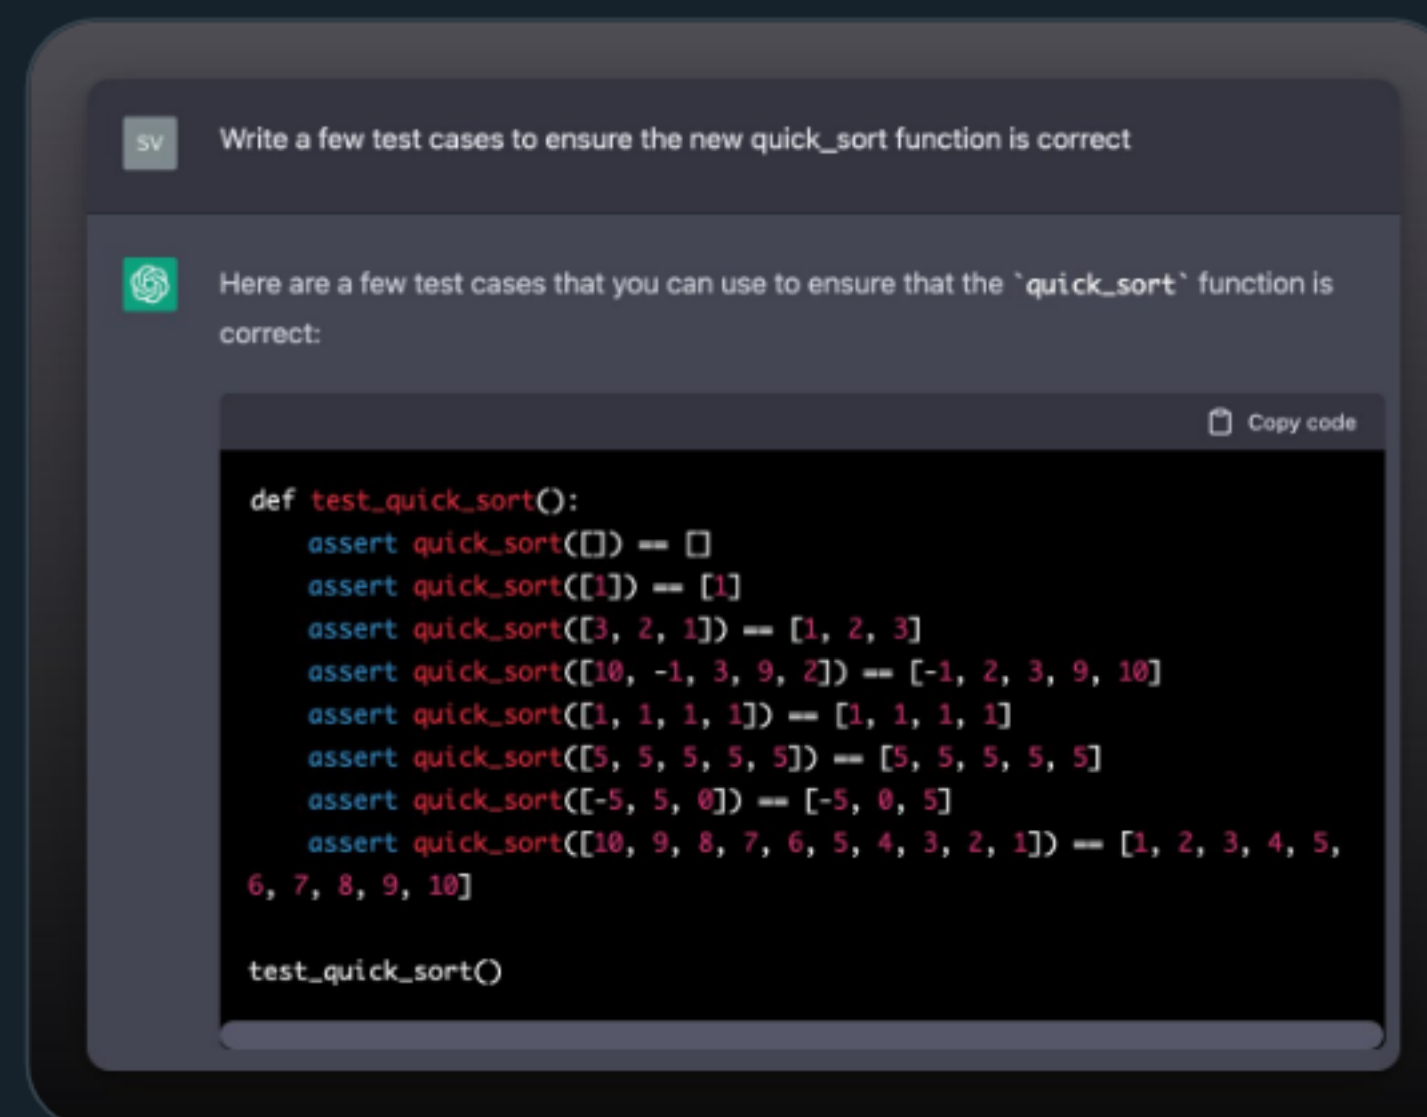 SV
Write a few test cases to ensure the new quick_sort function is correct
Here are a few test cases that you can use to ensure that the `quick_sort` function is
correct:
Copy code
def test_quick_sort():
    assert quick_sort([]) == []
    assert quick_sort([1]) == [1]
    assert quick_sort([3, 2, 1]) == [1, 2, 3]
    assert quick_sort([10, -1, 3, 9, 2]) == [-1, 2, 3, 9, 10]
    assert quick_sort([1, 1, 1, 1]) == [1, 1, 1, 1]
    assert quick_sort([5, 5, 5, 5, 5]) == [5, 5, 5, 5, 5]
    assert quick_sort([-5, 5, 0]) == [-5, 0, 5]
    assert quick_sort([10, 9, 8, 7, 6, 5, 4, 3, 2, 1]) == [1, 2, 3, 4, 5,
6, 7, 8, 9, 10]
test_quick_sort()